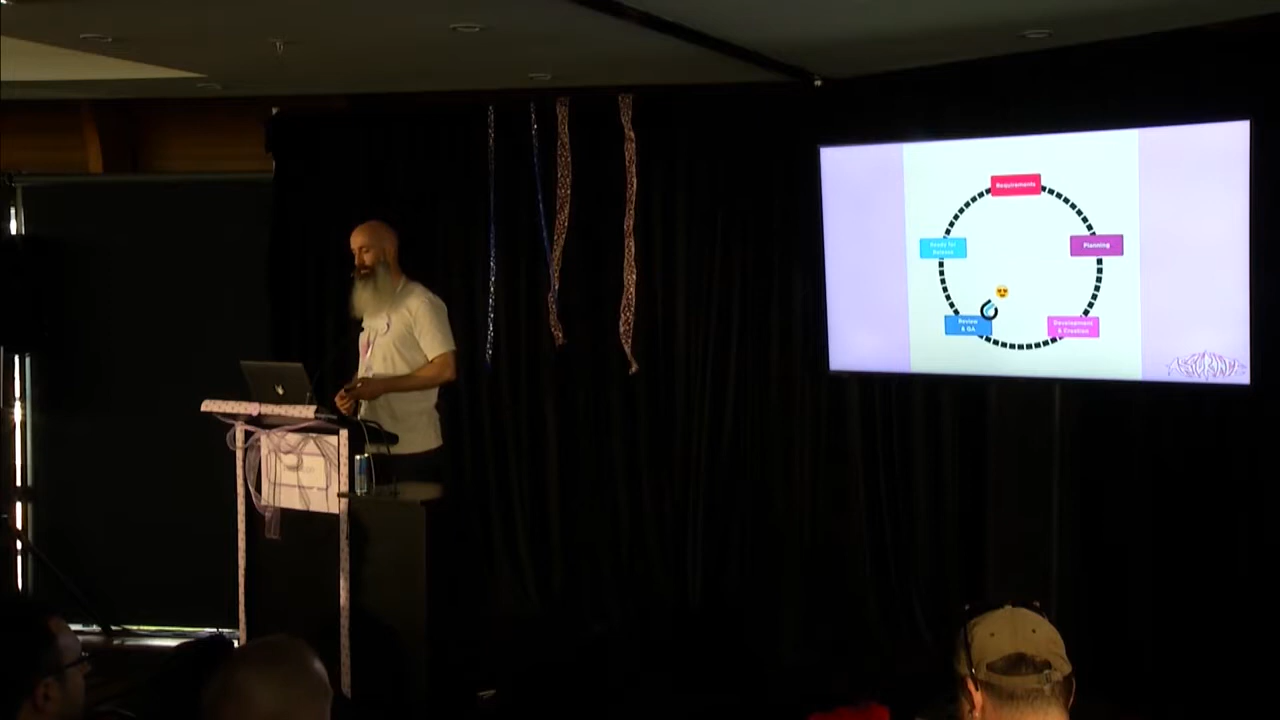 Requirements
Ready for
Release
Planning
Review
& QA
Development
& Creation